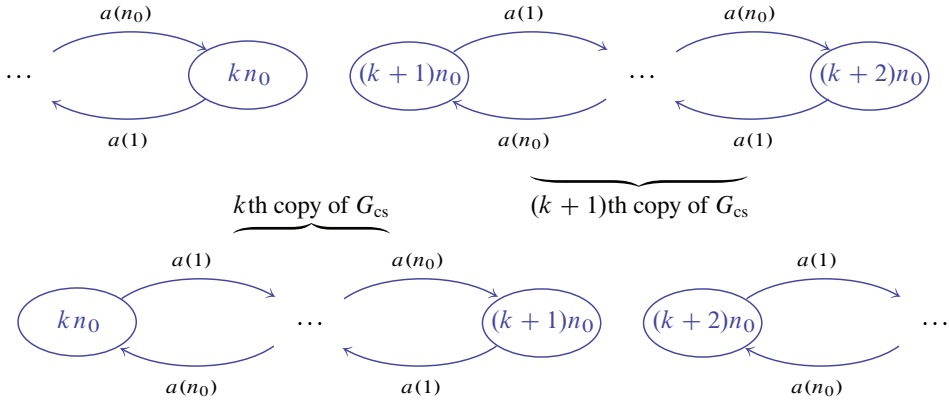 a(n₀) a(1) a(n₀)
⋯ kn₀ (k + 1)n₀ ⋯ (k + 2)n₀
a(1) a(n₀) a(1)
kth copy of G_cs (k + 1)th copy of G_cs
a(1) a(n₀) a(1)
kn₀ ⋯ (k + 1)n₀ (k + 2)n₀ ⋯
a(n₀) a(1) a(n₀)